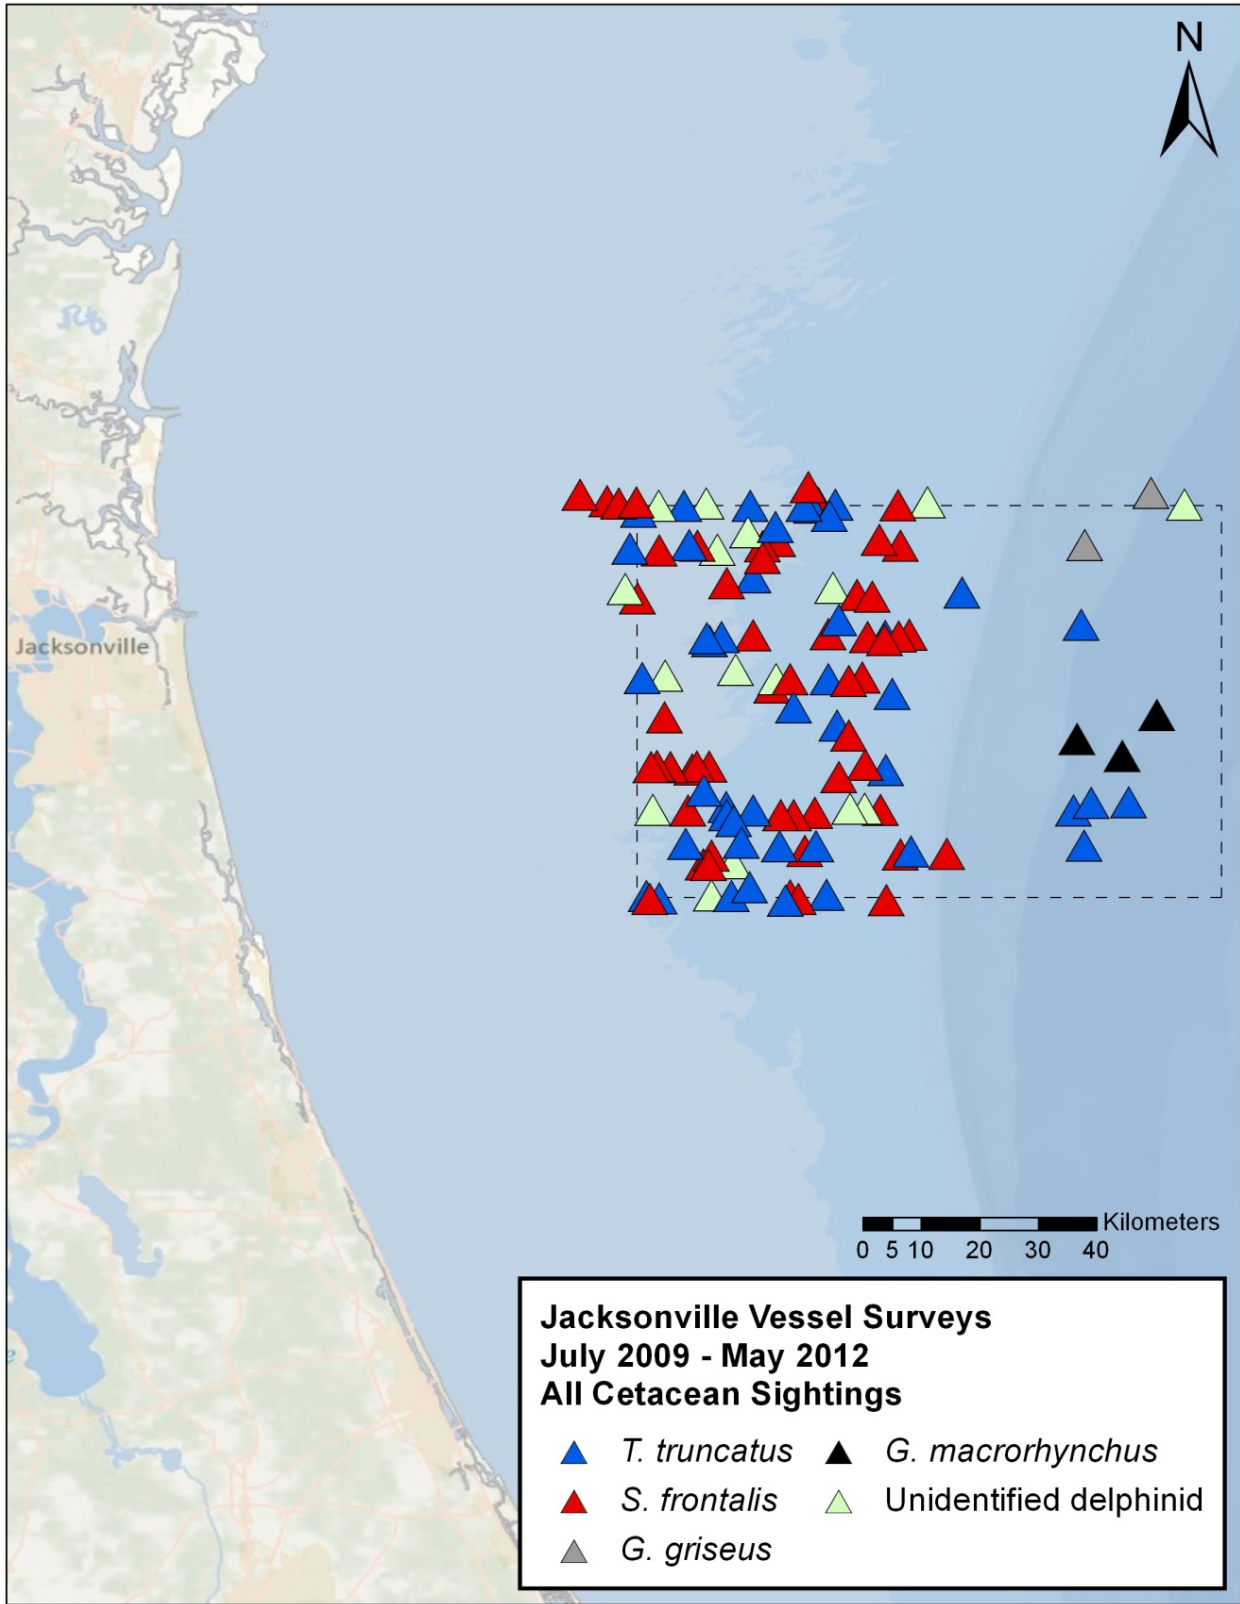 N
Jacksonville
Kilometers
0 5 10 20 30 40
Jacksonville Vessel Surveys
July 2009 - May 2012
All Cetacean Sightings
T. truncatus
G. macrorhynchus
S. frontalis
Unidentified delphinid
G. griseus
e